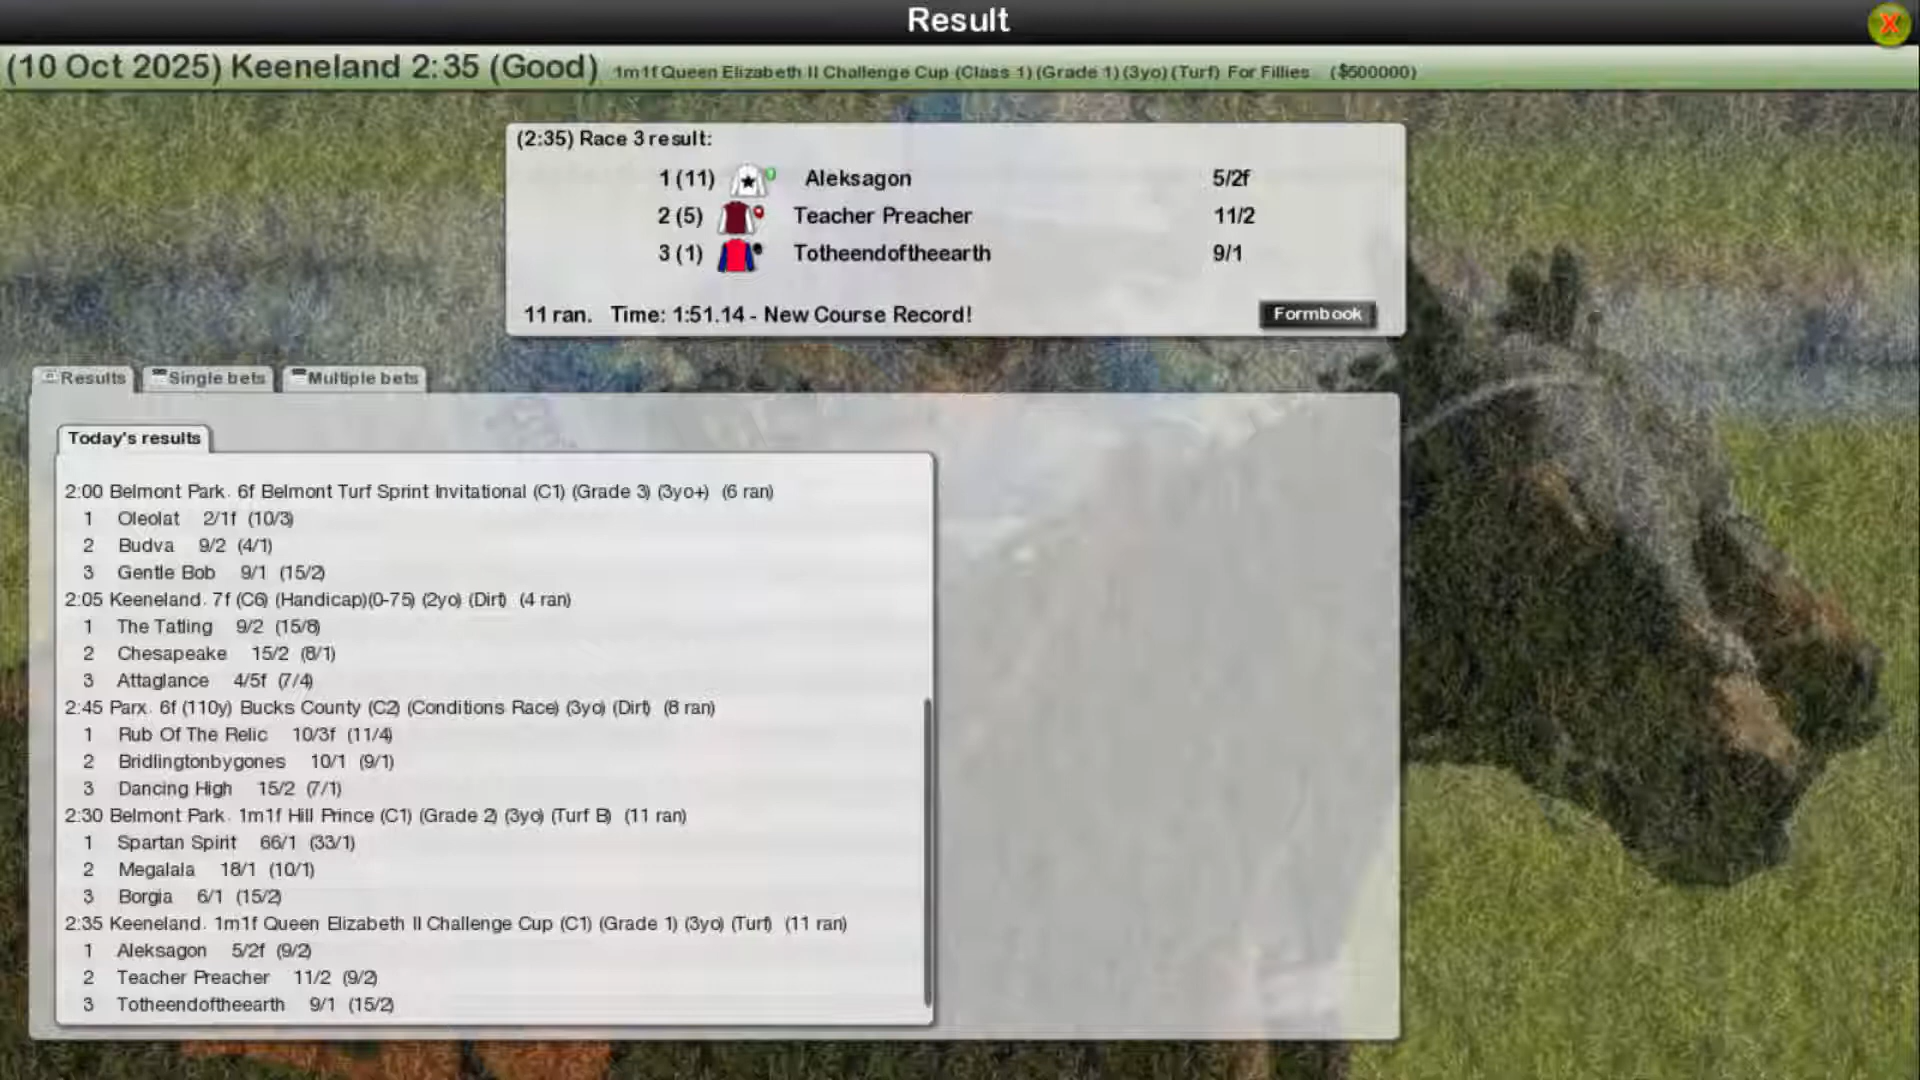 Result
X
(10 Oct 2025) Keeneland 2:35 (Good) 1m1f Queen Elizabeth II Challenge Cup (Class 1) (Grade 1) (3yo) (Turf) For Fillies ($500000)
(2:35) Race 3 result:
1 (11) Aleksagon 5/2f
2 (5) Teacher Preacher 11/2
3 (1) Totheendoftheearth 9/1
11 ran. Time: 1:51.14 - New Course Record! Formbook
Results Single bets Multiple bets
Today's results
2:00 Belmont Park. 6f Belmont Turf Sprint Invitational (C1) (Grade 3) (3yo+) (6 ran)
1 Oleolat 2/1f (10/3)
2 Budva 9/2 (4/1)
3 Gentle Bob 9/1 (15/2)
2:05 Keeneland. 7f (C6) (Handicap)(0-75) (2yo) (Dirt) (4 ran)
1 The Tatling 9/2 (15/8)
2 Chesapeake 15/2 (8/1)
3 Attaglance 4/5f (7/4)
2:45 Parx. 6f (110y) Bucks County (C2) (Conditions Race) (3yo) (Dirt) (8 ran)
1 Rub Of The Relic 10/3f (11/4)
2 Bridlingtonbygones 10/1 (9/1)
3 Dancing High 15/2 (7/1)
2:30 Belmont Park. 1m1f Hill Prince (C1) (Grade 2) (3yo) (Turf B) (11 ran)
1 Spartan Spirit 66/1 (33/1)
2 Megalala 18/1 (10/1)
3 Borgia 6/1 (15/2)
2:35 Keeneland. 1m1f Queen Elizabeth II Challenge Cup (C1) (Grade 1) (3yo) (Turf) (11 ran)
1 Aleksagon 5/2f (9/2)
2 Teacher Preacher 11/2 (9/2)
3 Totheendoftheearth 9/1 (15/2)